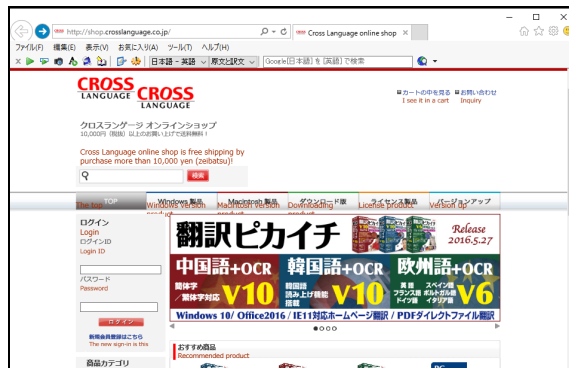 http://shop.crosslanguage.co.jp/
Cross Language online shop
ファイル(F) 編集(E) 表示(V) お気に入り(A) ツール(T) ヘルプ(H)
日本語 - 英語
原文と訳文
Google[日本語] を [英語] で検索
CROSS LANGUAGE
CROSS LANGUAGE
カートの中を見る お問い合わせ
I see it in a cart Inquiry
クロスランゲージ オンラインショップ
10,000円 (税抜) 以上のお買い上げで送料無料！
Cross Language online shop is free shipping by
purchase more than 10,000 yen (zeibatsu)!
検索
TOP Windows 製品 Macintosh 製品 ダウンロード版 ライセンス製品 バージョンアップ
The top Windows version product Macintosh version product Downloading product License product Version up
ログイン
Login
ログインID
Login ID
パスワード
Password
ログイン
新規会員登録はこちら
The new sign-in is this
商品カテゴリ
翻訳ピカイチ
Release
2016.5.27
中国語+OCR
簡体字
／繁体字対応
V10
韓国語+OCR
韓国語
読み上げ機能
搭載
V10
欧州語+OCR
英語 スペイン語
フランス語 ポルトガル語
ドイツ語 イタリア語
V6
Windows 10/ Office2016 / IE11対応ホームページ翻訳 / PDFダイレクトファイル翻訳
おすすめ商品
Recommended product